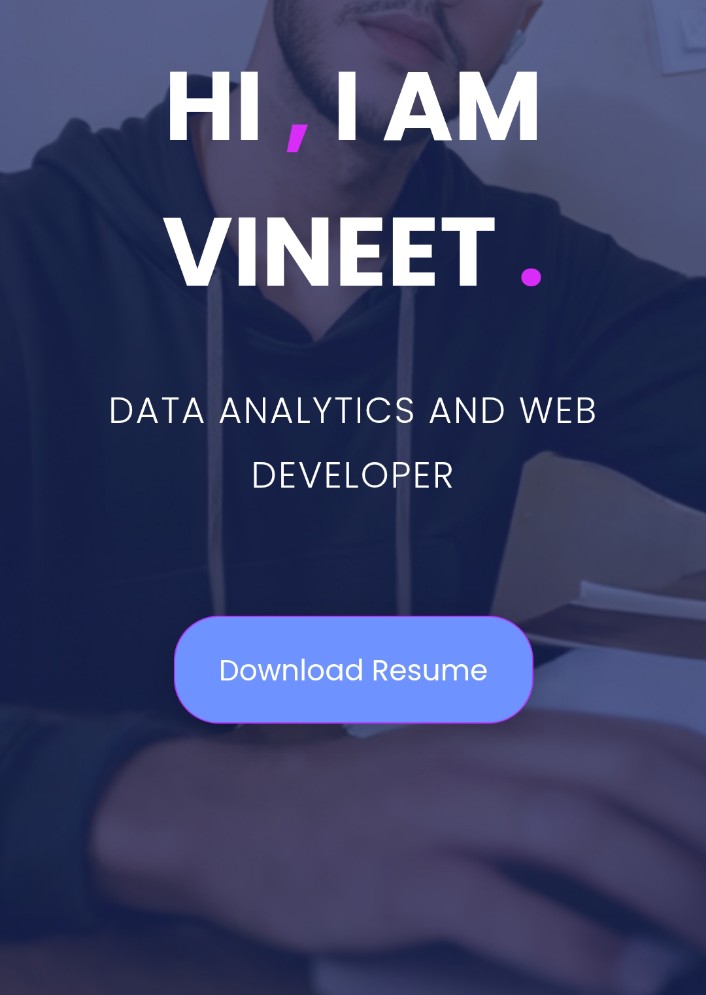 HI , I AM
VINEET .
DATA ANALYTICS AND WEB
DEVELOPER
Download Resume